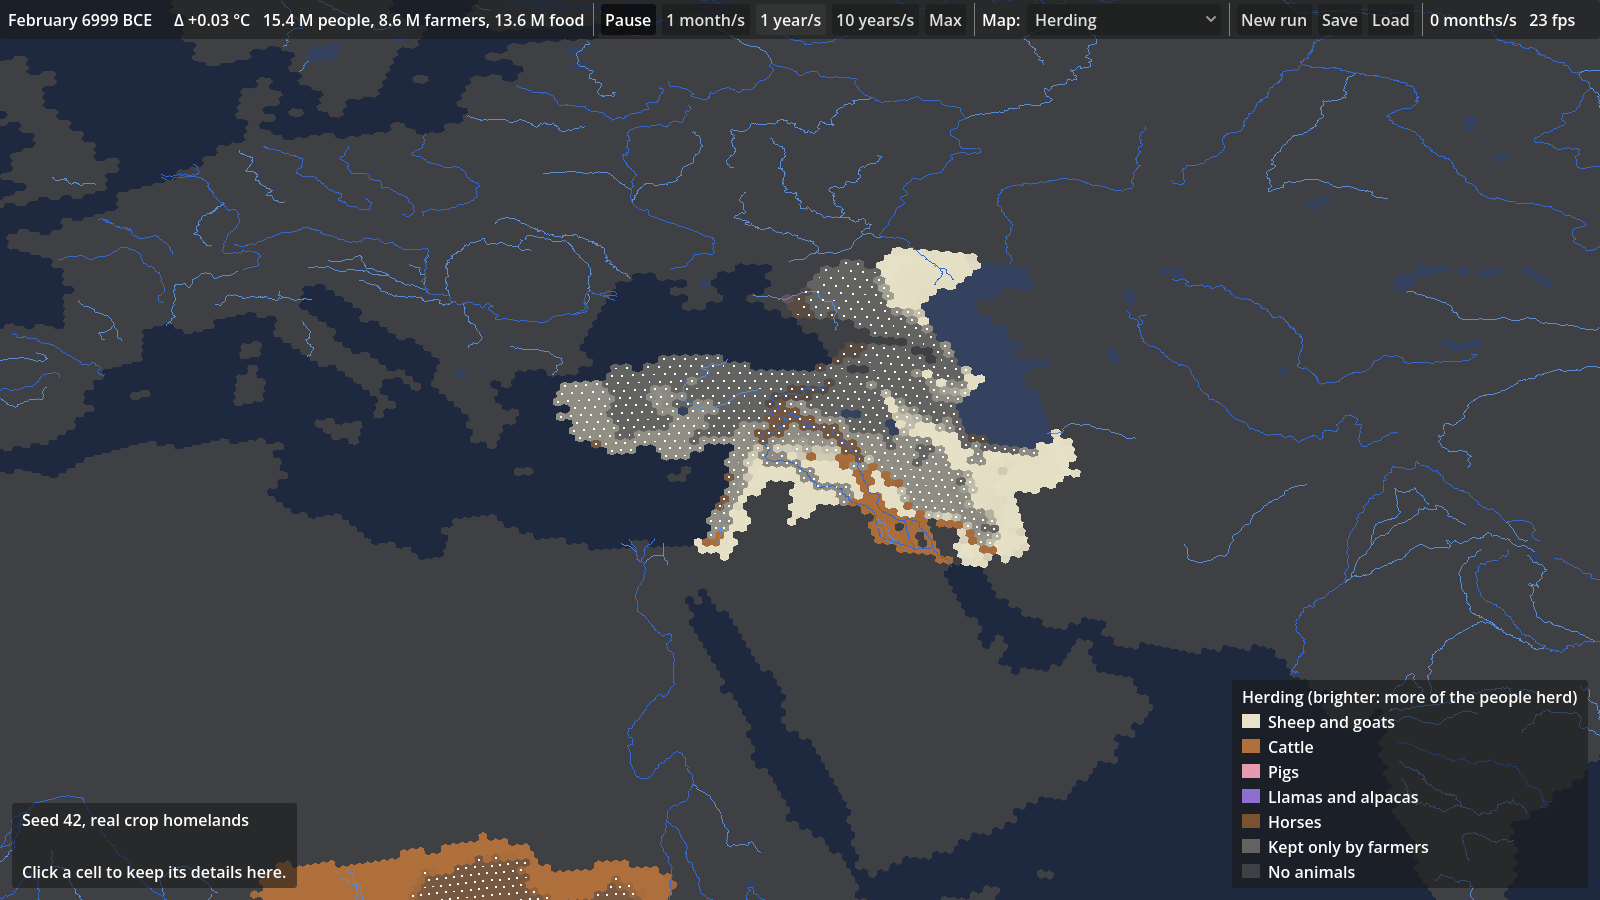 February 6999 BCE Δ +0.03 °C 15.4 M people, 8.6 M farmers, 13.6 M food Pause 1 month/s 1 year/s 10 years/s Max Map: Herding New run Save Load 0 months/s 23 fps
Herding (brighter: more of the people herd)
Sheep and goats
Cattle
Pigs
Llamas and alpacas
Horses
Kept only by farmers
No animals
Seed 42, real crop homelands
Click a cell to keep its details here.